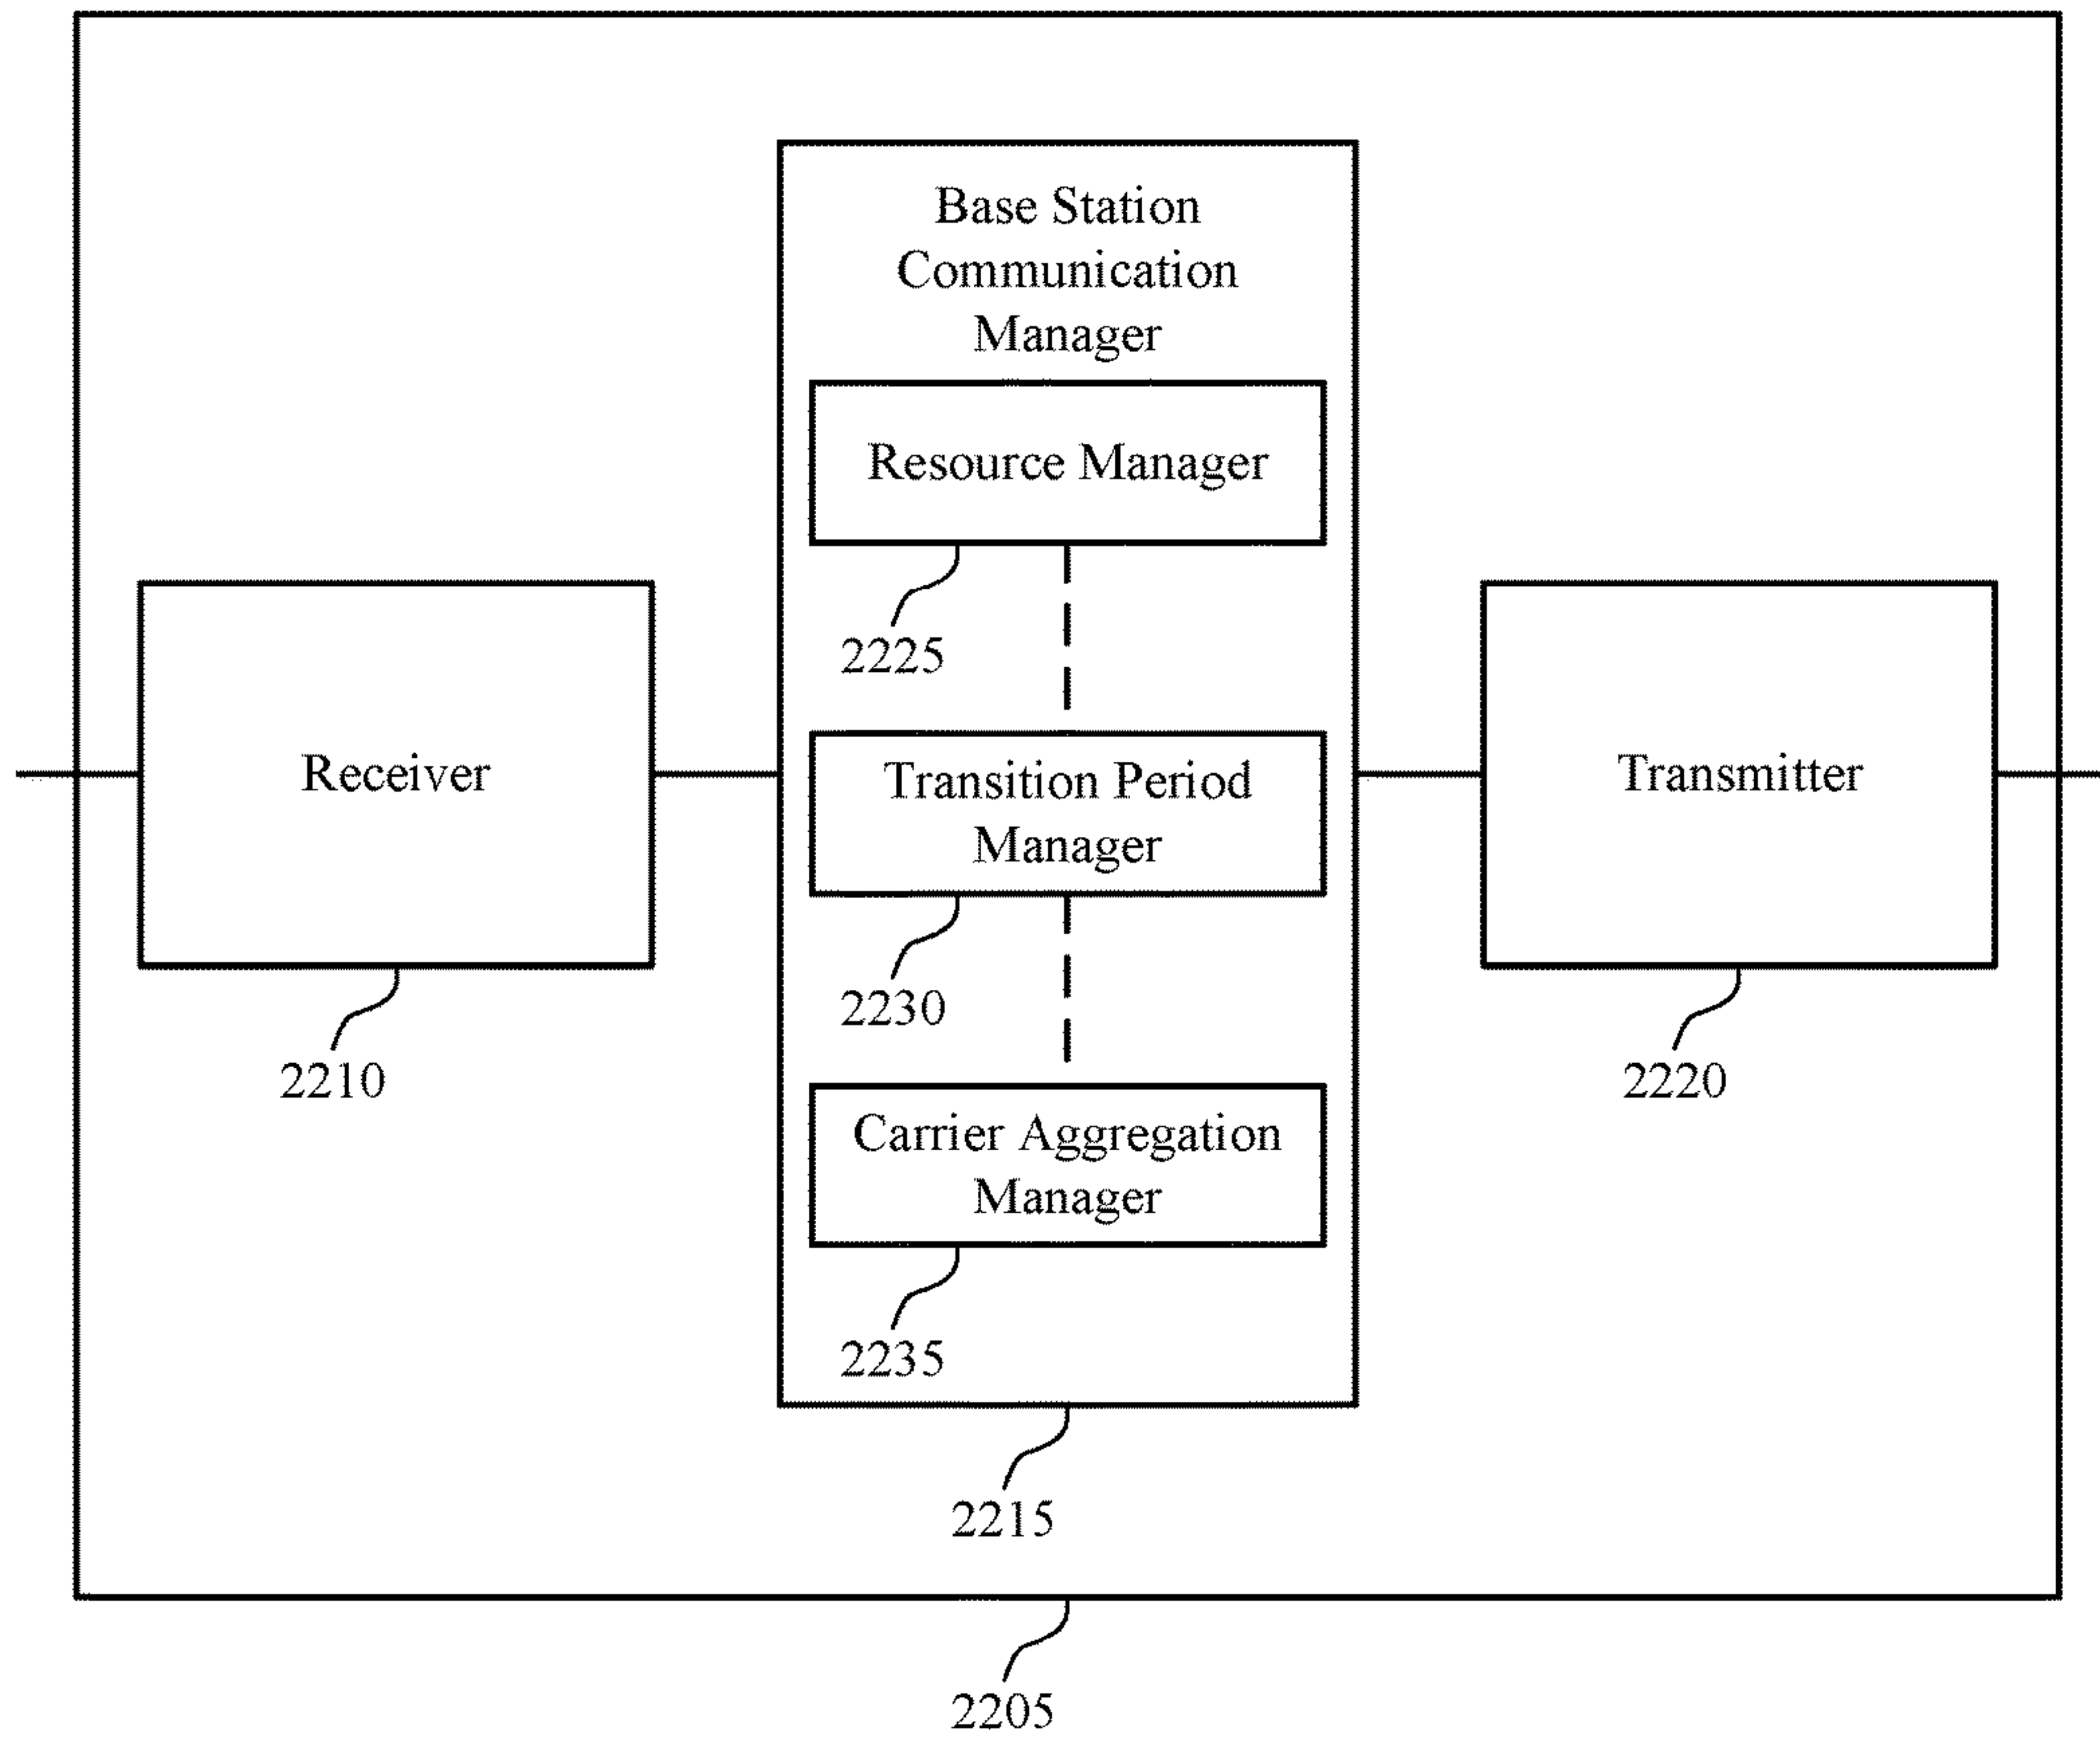 Base Station
Communication
Manager
Resource Manager
2225
Receiver
2210
Transition Period
Manager
2230
Transmitter
2220
Carrier Aggregation
Manager
2235
2215
2205